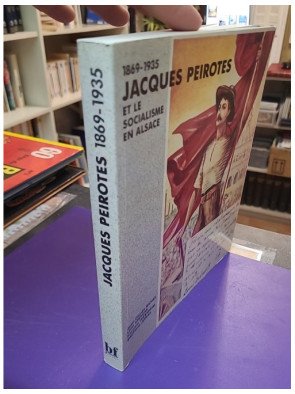 1869-1935
JACQUES PEIROTES
ET LE
SOCIALISME
EN ALSACE
JACQUES PEIROTES 1869-1935
bf